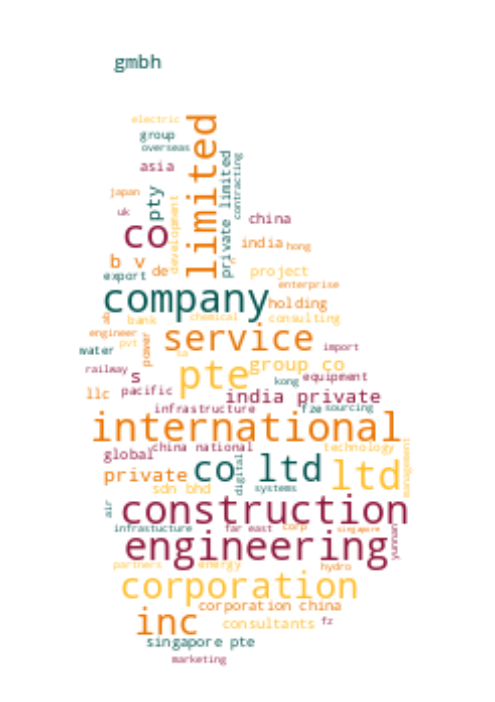 gmbh
electric
group
overseas
limited
asia
private limited
contracting
japan
pty
development
uk
co
china
india hong
b v de
export
project
enterprise
company holding
bank
chemical
consulting
engineer
service
water
pvt
power
import
sa
pte
group co
railway
s
kong
equipment
llc
pacific
india private
infrastructure
fze
sourcing
international
china national
technology
management
global
co ltd
ltd
private
digital
sdn bhd
systems
air
construction
infrastucture
far east
corp
singapore
yunnan
engineering
partners
energy
hydro
corporation
corporation china
inc
consultants
fz
singapore pte
marketing